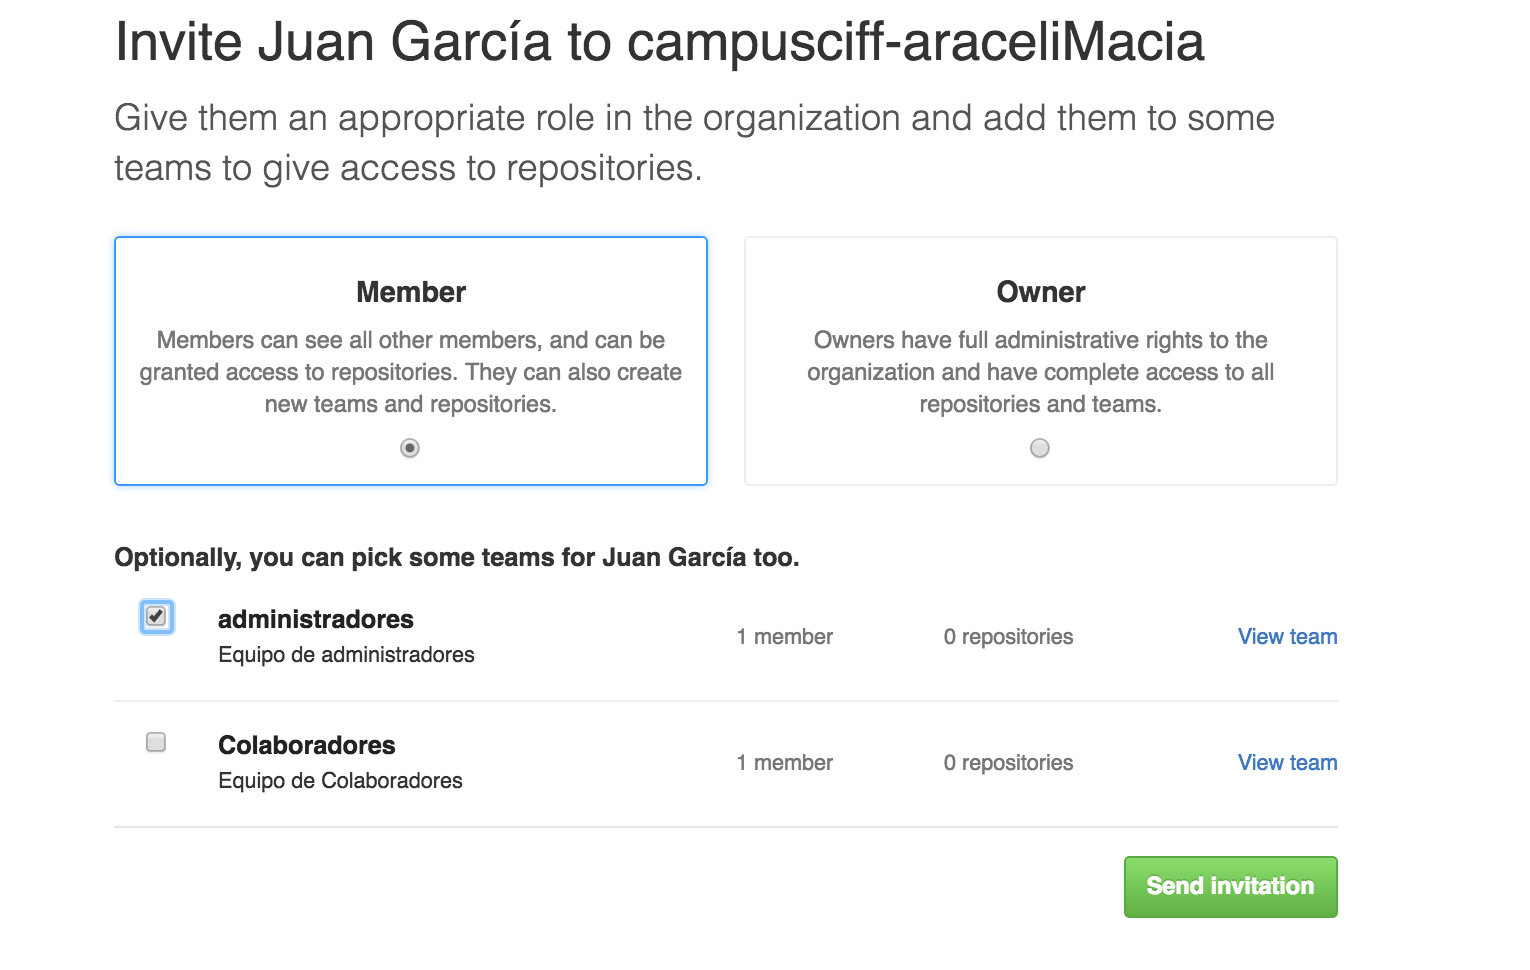 Invite Juan García to campusciff-araceliMacia
Give them an appropriate role in the organization and add them to some
teams to give access to repositories.
Member
Members can see all other members, and can be
granted access to repositories. They can also create
new teams and repositories.
Owner
Owners have full administrative rights to the
organization and have complete access to all
repositories and teams.
Optionally, you can pick some teams for Juan García too.
administradores
Equipo de administradores
1 member
0 repositories
View team
Colaboradores
Equipo de Colaboradores
1 member
0 repositories
View team
Send invitation